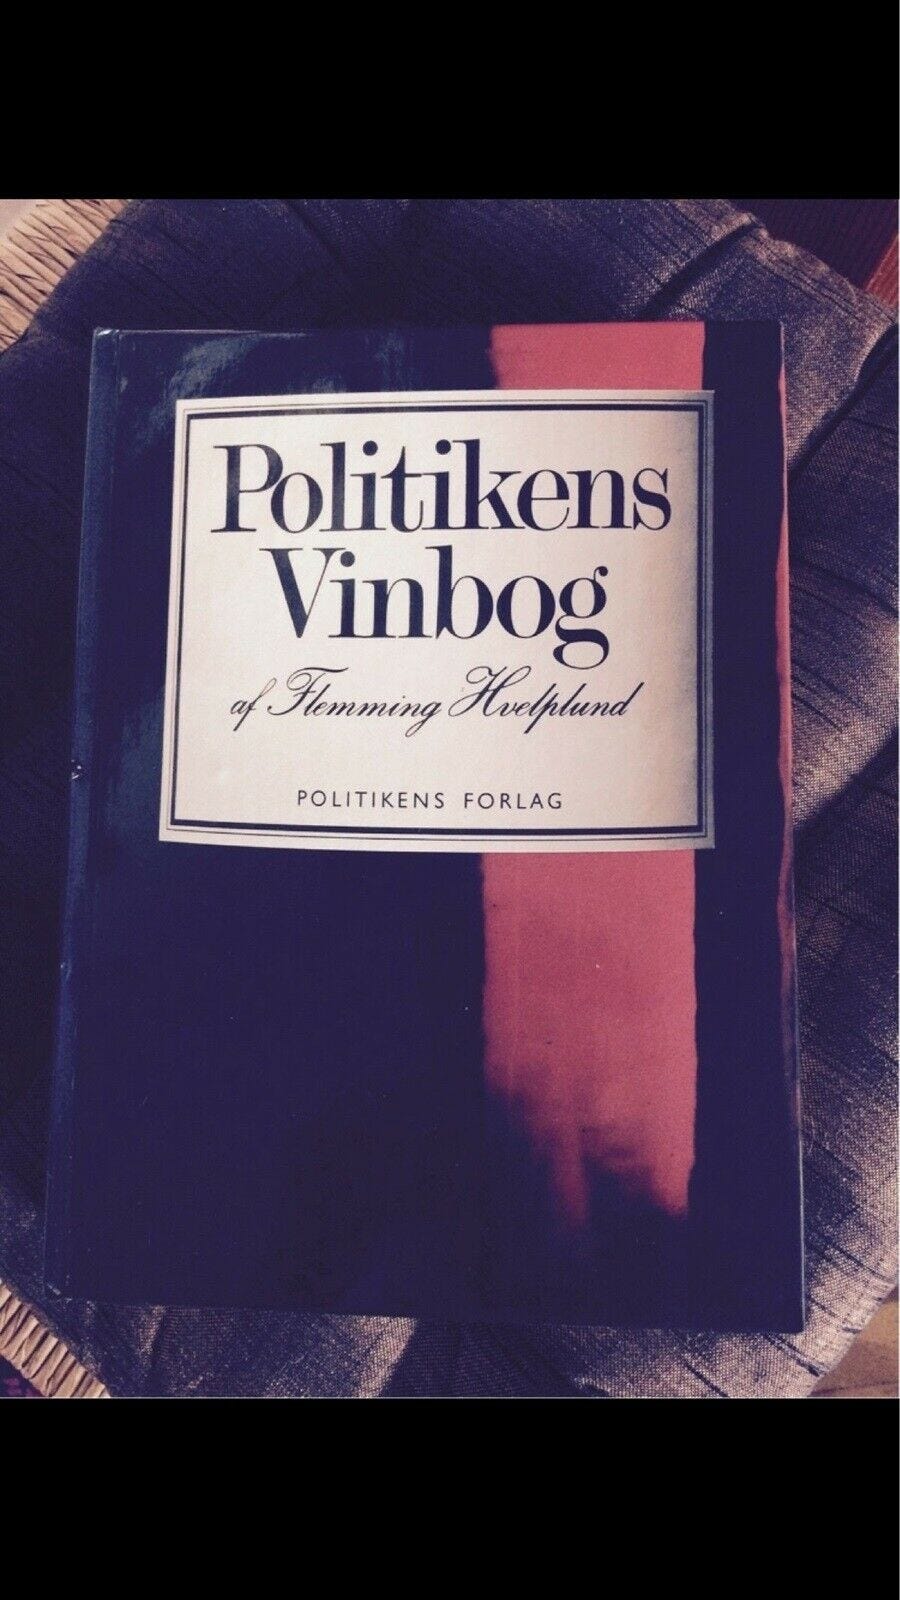 Politikens
Vinbog
af Flemming Hvelplund
POLITIKENS FORLAG